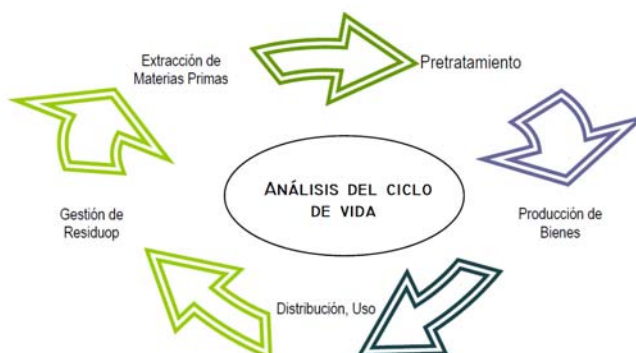 Extracción de
Materias Primas
Pretratamiento
ANÁLISIS DEL CICLO
DE VIDA
Gestión de
Residuop
Producción de
Bienes
Distribución, Uso